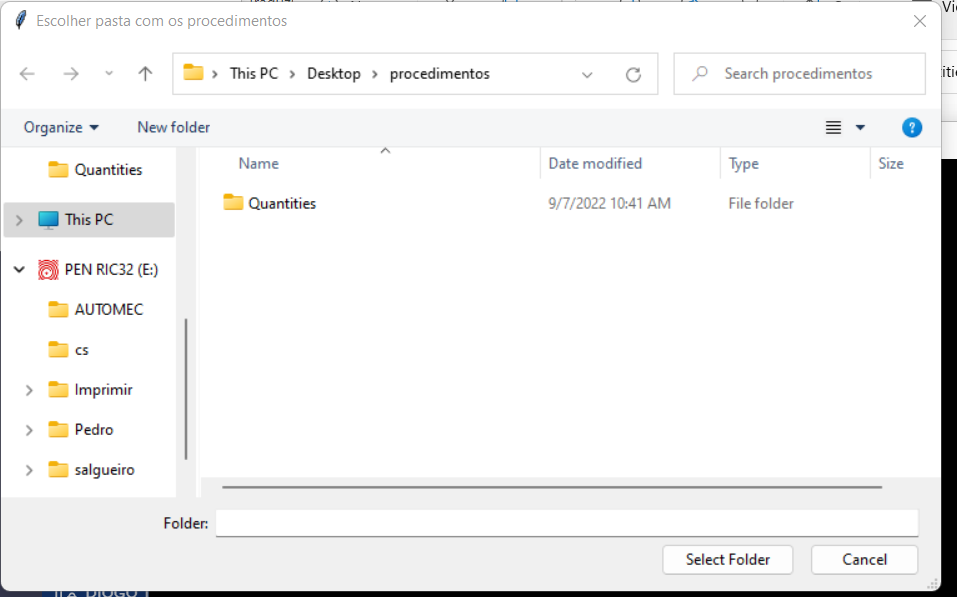 Escolher pasta com os procedimentos
This PC > Desktop > procedimentos
Search procedimentos
Organize
New folder
?
Name
Date modified
Type
Size
Quantities
9/7/2022 10:41 AM
File folder
Quantities
This PC
PEN RIC32 (E:)
AUTOMEC
cs
Imprimir
Pedro
salgueiro
Folder:
Select Folder
Cancel